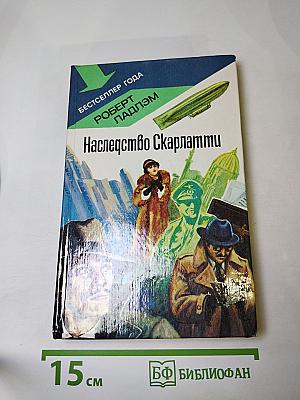 БЕСТСЕЛЛЕР ГОДА
РОБЕРТ
ЛАДЛЭМ
Наследство Скарлатти
15 см
БФ БИБЛИОФАН